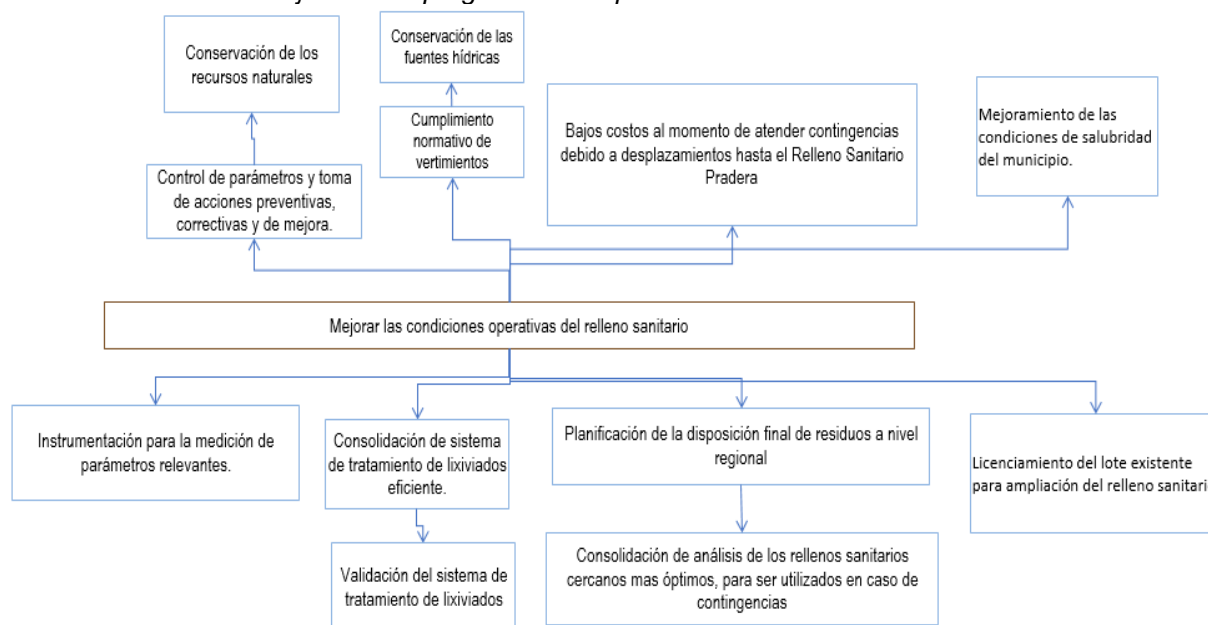 Conservación de los
recursos naturales
Conservación de las
fuentes hídricas
Cumplimiento
normativo de
vertimientos
Bajos costos al momento de atender contingencias
debido a desplazamientos hasta el Relleno Sanitario
Pradera
Mejoramiento de las
condiciones de salubridad
del municipio.
Control de parámetros y toma
de acciones preventivas,
correctivas y de mejora.
Mejorar las condiciones operativas del relleno sanitario
Instrumentación para la medición de
parámetros relevantes.
Consolidación de sistema
de tratamiento de lixiviados
eficiente.
Planificación de la disposición final de residuos a nivel
regional
Licenciamiento del lote existente
para ampliación del relleno sanitari
Validación del sistema de
tratamiento de lixiviados
Consolidación de análisis de los rellenos sanitarios
cercanos mas óptimos, para ser utilizados en caso de
contingencias